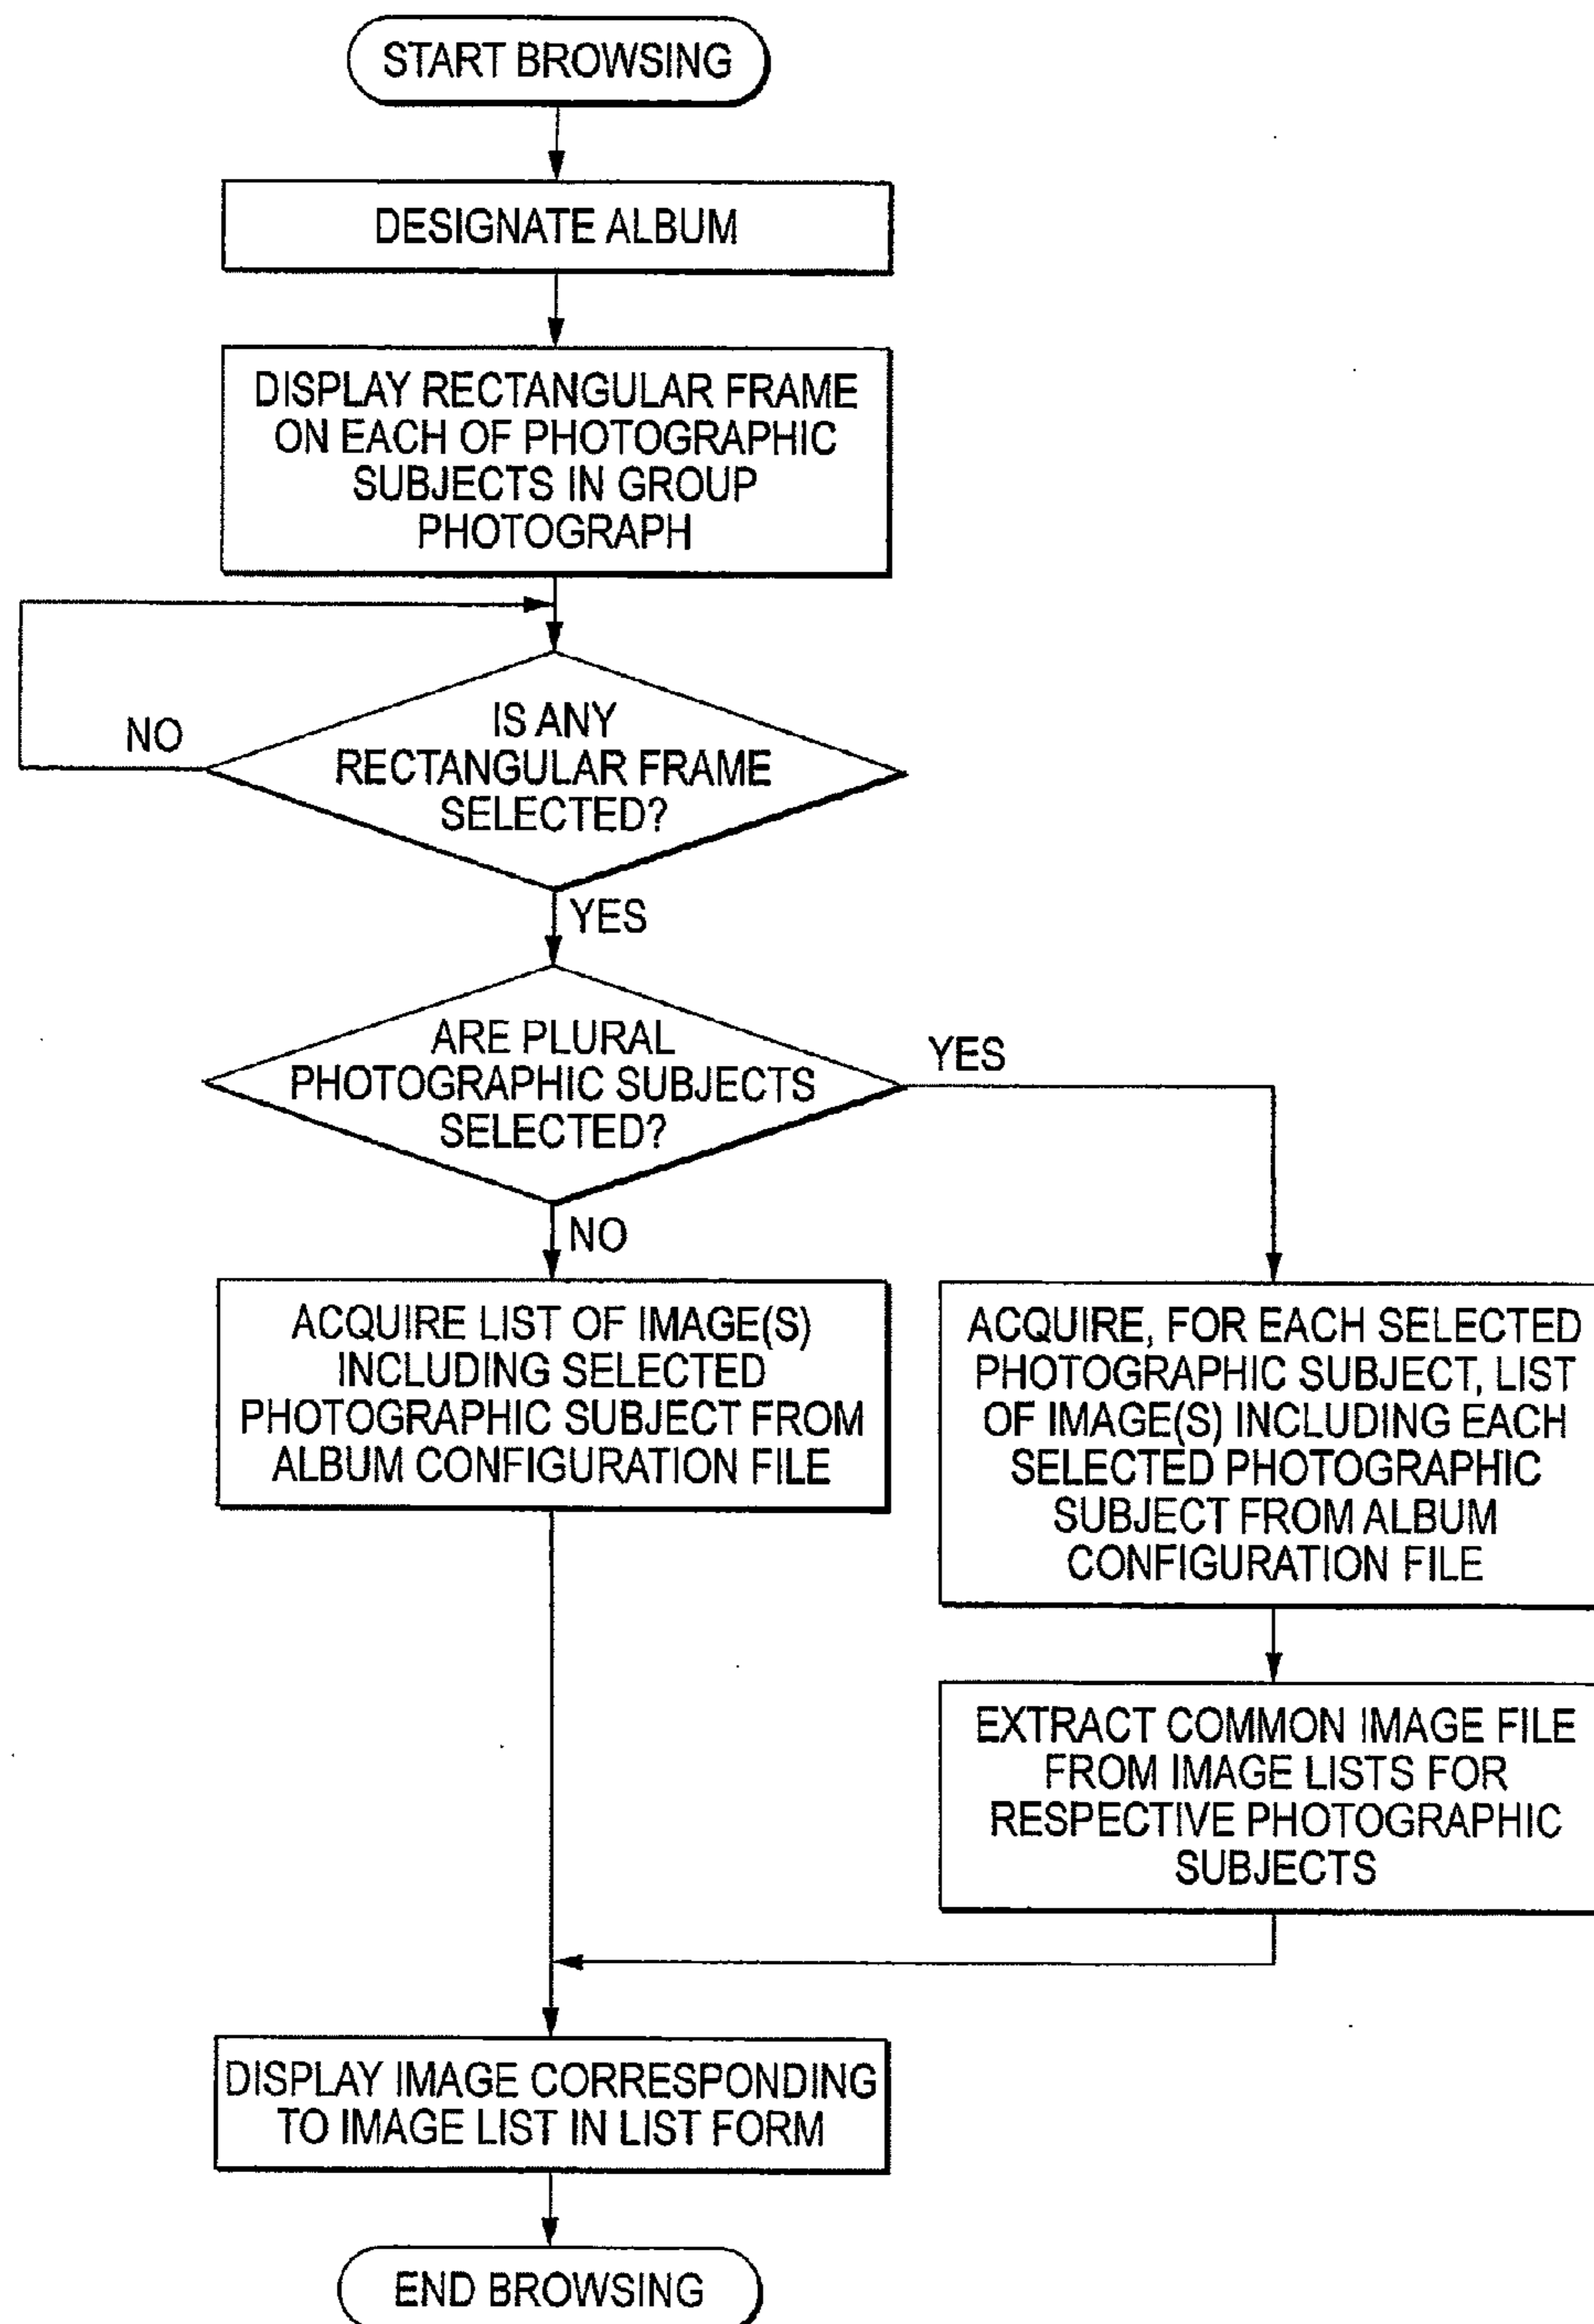 START BROWSING
DESIGNATE ALBUM
DISPLAY RECTANGULAR FRAME
ON EACH OF PHOTOGRAPHIC
SUBJECTS IN GROUP
PHOTOGRAPH
NO
IS ANY
RECTANGULAR FRAME
SELECTED?
YES
ARE PLURAL
PHOTOGRAPHIC SUBJECTS
SELECTED?
YES
NO
ACQUIRE LIST OF IMAGE(S)
INCLUDING SELECTED
PHOTOGRAPHIC SUBJECT FROM
ALBUM CONFIGURATION FILE
ACQUIRE, FOR EACH SELECTED
PHOTOGRAPHIC SUBJECT, LIST
OF IMAGE(S) INCLUDING EACH
SELECTED PHOTOGRAPHIC
SUBJECT FROM ALBUM
CONFIGURATION FILE
EXTRACT COMMON IMAGE FILE
FROM IMAGE LISTS FOR
RESPECTIVE PHOTOGRAPHIC
SUBJECTS
DISPLAY IMAGE CORRESPONDING
TO IMAGE LIST IN LIST FORM
END BROWSING